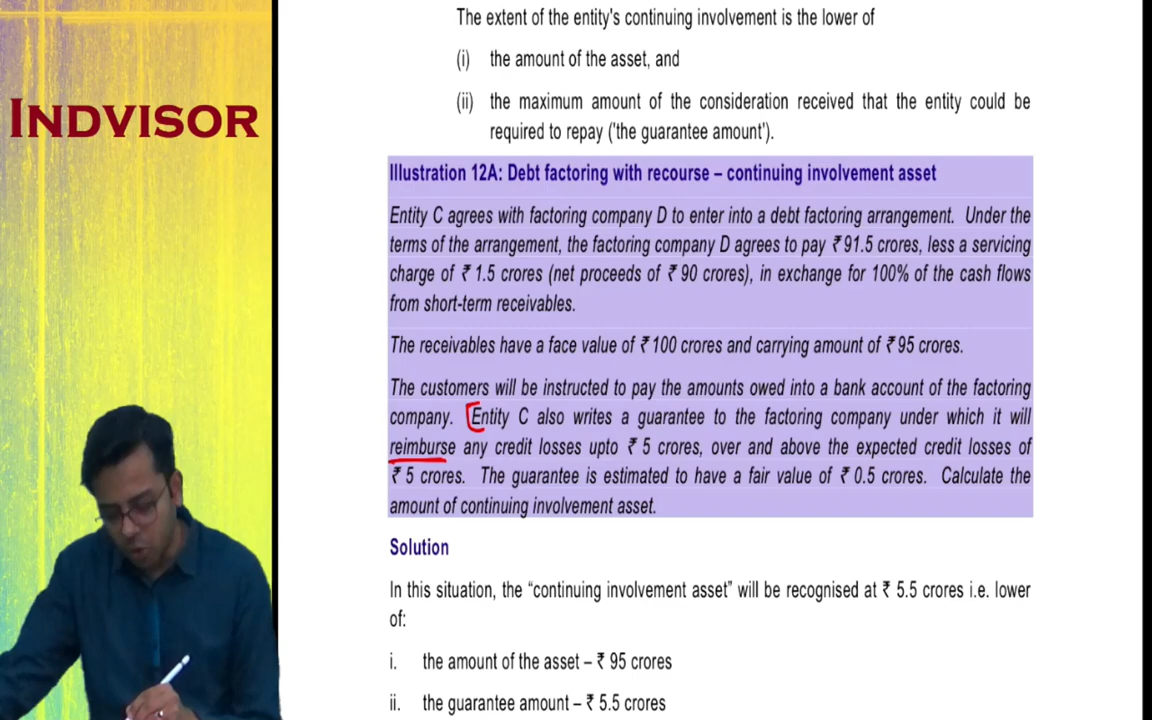 The extent of the entity's continuing involvement is the lower of
(i) the amount of the asset, and
INDVISOR
(ii) the maximum amount of the consideration received that the entity could be
required to repay ('the guarantee amount').
Illustration 12A: Debt factoring with recourse – continuing involvement asset
Entity C agrees with factoring company D to enter into a debt factoring arrangement. Under the
terms of the arrangement, the factoring company D agrees to pay ₹ 91.5 crores, less a servicing
charge of ₹ 1.5 crores (net proceeds of ₹ 90 crores), in exchange for 100% of the cash flows
from short-term receivables.
The receivables have a face value of ₹ 100 crores and carrying amount of ₹ 95 crores.
The customers will be instructed to pay the amounts owed into a bank account of the factoring
company. Entity C also writes a guarantee to the factoring company under which it will
reimburse any credit losses upto ₹ 5 crores, over and above the expected credit losses of
₹ 5 crores. The guarantee is estimated to have a fair value of ₹ 0.5 crores. Calculate the
amount of continuing involvement asset.
Solution
In this situation, the “continuing involvement asset” will be recognised at ₹ 5.5 crores i.e. lower
of:
i. the amount of the asset – ₹ 95 crores
ii. the guarantee amount – ₹ 5.5 crores